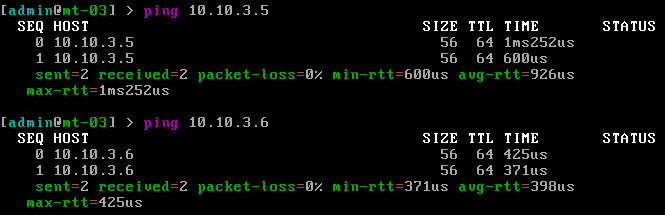 [admin@mt-03] > ping 10.10.3.5
SEQ HOST SIZE TTL TIME STATUS
0 10.10.3.5 56 64 1ms252us
1 10.10.3.5 56 64 600us
sent=2 received=2 packet-loss=0% min-rtt=600us avg-rtt=926us
max-rtt=1ms252us
[admin@mt-03] > ping 10.10.3.6
SEQ HOST SIZE TTL TIME STATUS
0 10.10.3.6 56 64 425us
1 10.10.3.6 56 64 371us
sent=2 received=2 packet-loss=0% min-rtt=371us avg-rtt=398us
max-rtt=425us